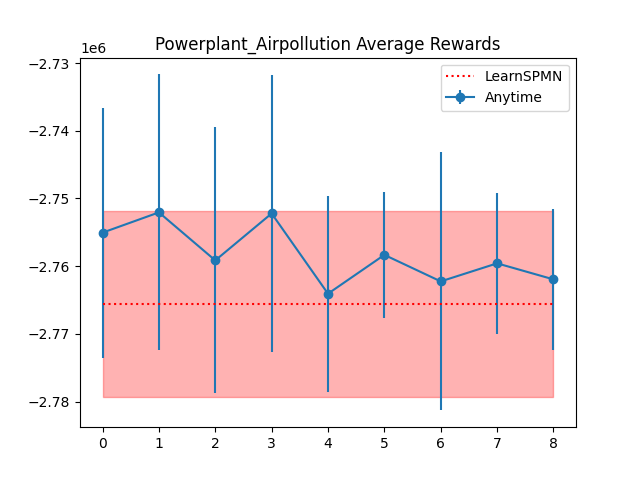 Powerplant_Airpollution Average Rewards
1e6
LearnSPMN
Anytime
−2.73
−2.74
−2.75
−2.76
−2.77
−2.78
0 1 2 3 4 5 6 7 8